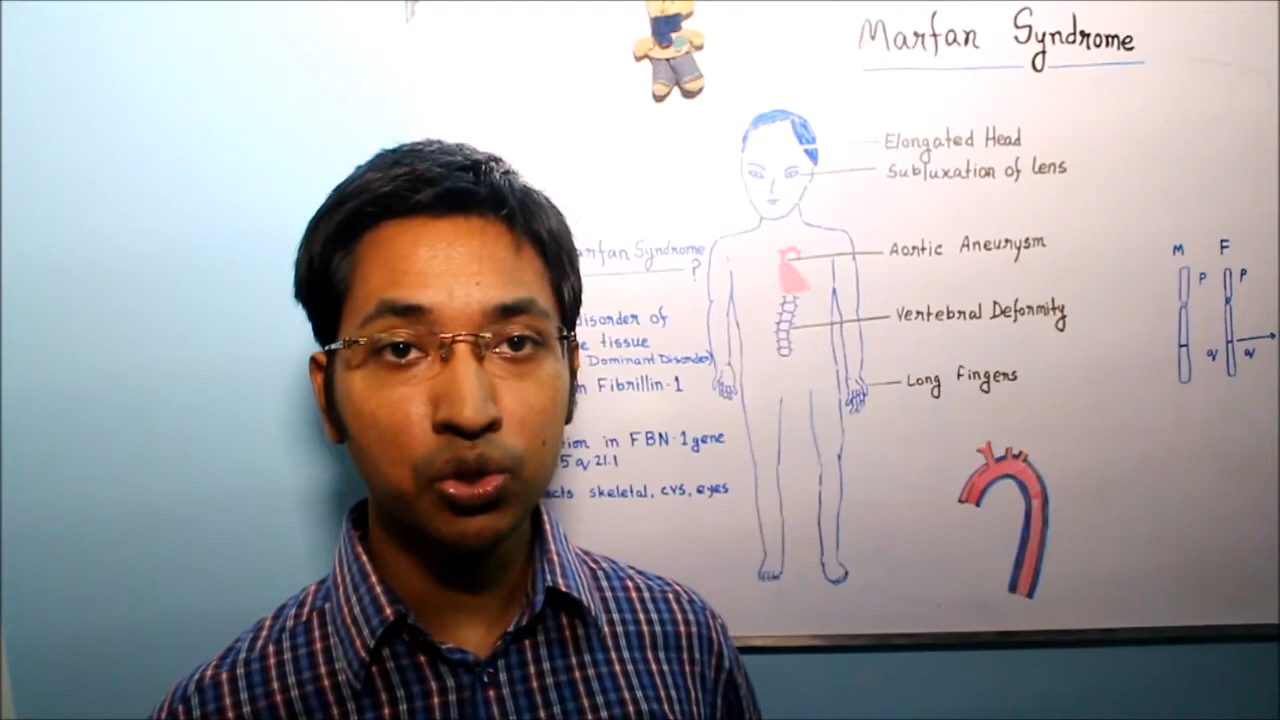 Marfan Syndrome
Elongated Head
Subluxation of Lens
Aortic Aneurysm
Vertebral Deformity
Long Fingers
arfan Syndrome
?
disorder of
e tissue
Dominant Disorder)
n Fibrillin-1
tion in FBN-1 gene
5 q 21.1
ects skeletal, cvs, eyes
M F
P P
q q